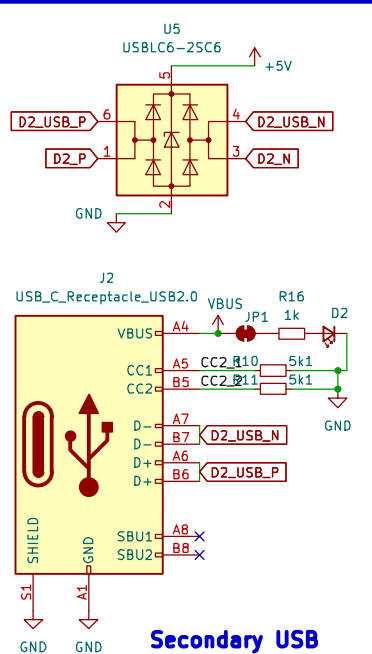 U5
USBLC6-2SC6
+5V
5
D2_USB_P 6 4 D2_USB_N
D2_P 1 3 D2_N
2
GND
J2
USB_C_Receptacle_USB2.0
VBUS
JP1
R16
1k
D2
VBUS A4
CC1 A5 CC2_1 R10 5k1
CC2 B5 CC2_2 R11 5k1
GND
D- A7
D- B7 D2_USB_N
D+ A6
D+ B6 D2_USB_P
SBU1 A8
SBU2 B8
SHIELD
GND
S1
A1
GND
GND
Secondary USB